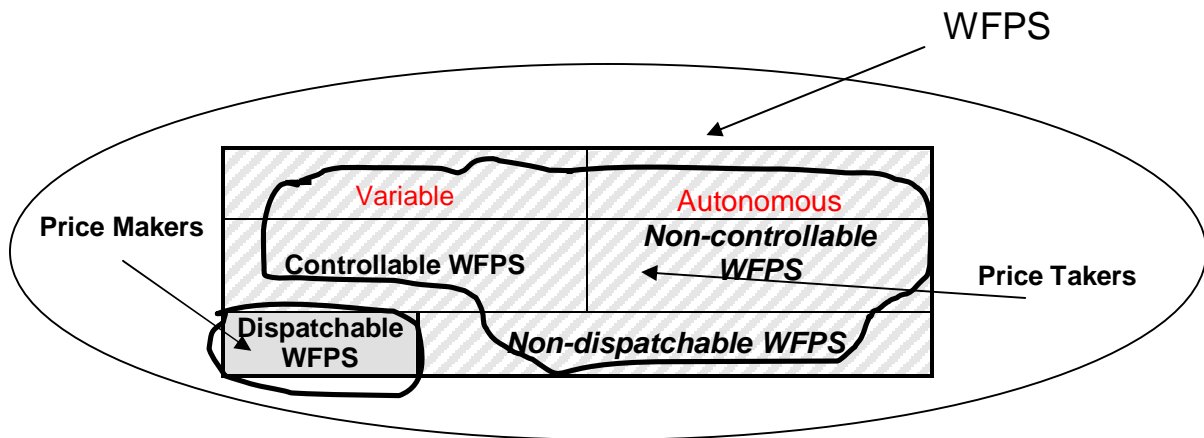 WFPS
Variable
Autonomous
Price Makers
Non-controllable
WFPS
Controllable WFPS
Price Takers
Dispatchable
WFPS
Non-dispatchable WFPS